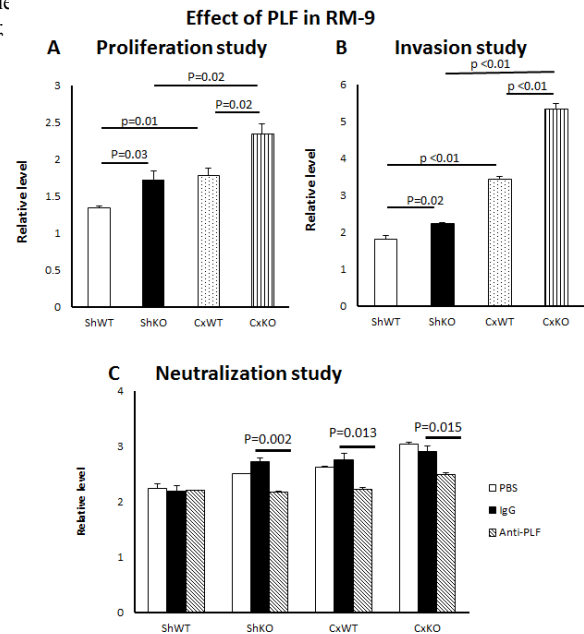 Effect of PLF in RM-9
A Proliferation study
Relative level
3
2.5
2
1.5
1
0.5
0
P=0.02
p=0.01
P=0.02
P=0.03
ShWT ShKO CxWT CxKO
B Invasion study
Relative level
6
5
4
3
2
1
0
p <0.01
p <0.01
p <0.01
P=0.02
ShWT ShKO CxWT CxKO
C Neutralization study
Relative level
4
3
2
1
0
P=0.002
P=0.013
P=0.015
ShWT ShKO CxWT CxKO
PBS
IgG
Anti-PLF